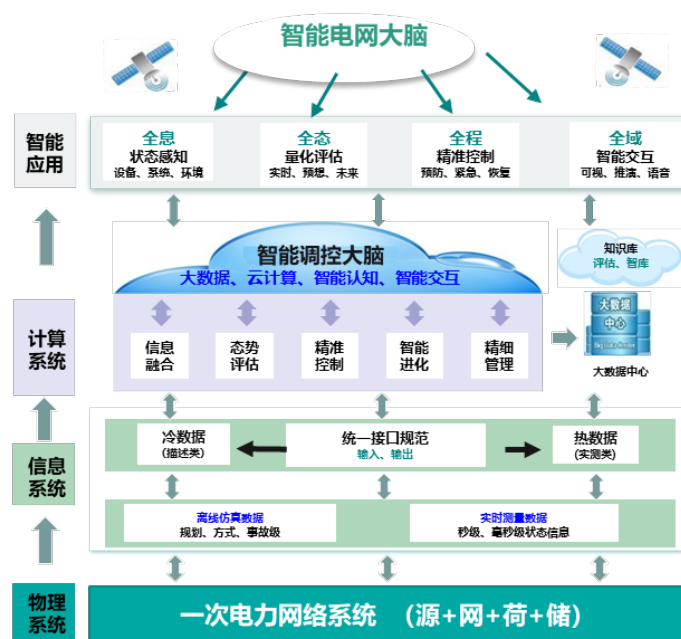 智能电网大脑
智能
应用
全息
状态感知
设备、系统、环境
全态
量化评估
实时、预想、未来
全程
精准控制
预防、紧急、恢复
全域
智能交互
可视、推演、语音
智能调控大脑
大数据、云计算、智能认知、智能交互
知识库
评估、智库
计算
系统
信息
融合
态势
评估
精准
控制
智能
进化
精细
管理
大数据
中心
大数据中心
信息
系统
冷数据
(描述类)
统一接口规范
输入、输出
热数据
(实测类)
离线仿真数据
规划、方式、事故级
实时测量数据
秒级、毫秒级状态信息
物理
系统
一次电力网络系统 (源+网+荷+储)